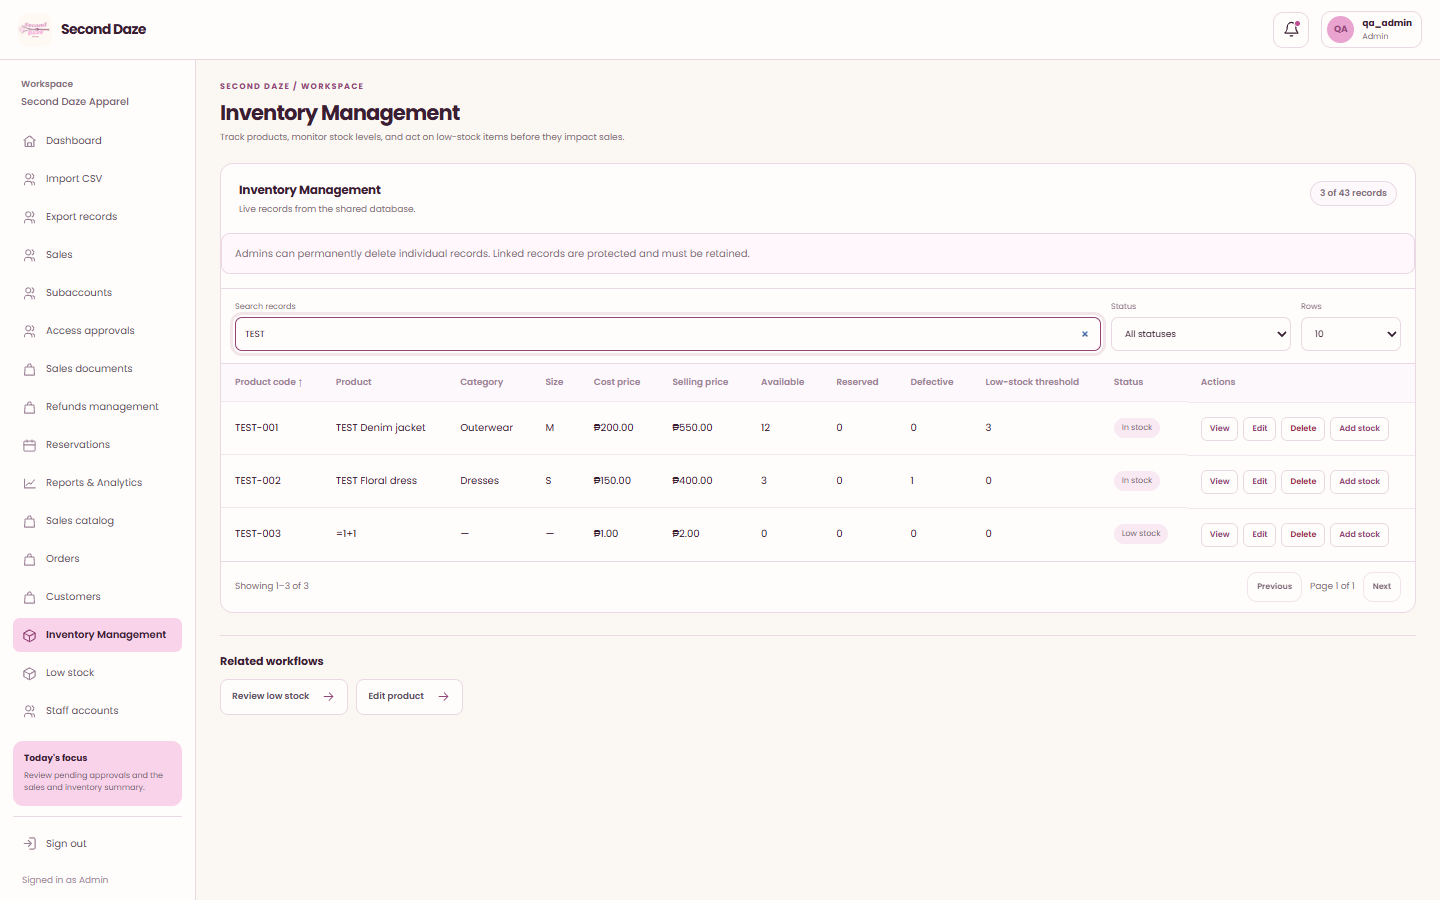 Second Daze
qa_admin
QA
Admin
Workspace
Second Daze Apparel
Dashboard
Import CSV
Export records
Sales
Subaccounts
Access approvals
Sales documents
Refunds management
Reservations
Reports & Analytics
Sales catalog
Orders
Customers
Inventory Management
Low stock
Staff accounts
Today's focus
Review pending approvals and the
sales and inventory summary.
Sign out
Signed in as Admin
SECOND DAZE / WORKSPACE
Inventory Management
Track products, monitor stock levels, and act on low-stock items before they impact sales.
Inventory Management
Live records from the shared database.
3 of 43 records
Admins can permanently delete individual records. Linked records are protected and must be retained.
Search records Status Rows
TEST × All statuses 10
Product code ↑ Product Category Size Cost price Selling price Available Reserved Defective Low-stock threshold Status Actions
TEST-001 TEST Denim jacket Outerwear M ₱200.00 ₱550.00 12 0 0 3 In stock View Edit Delete Add stock
TEST-002 TEST Floral dress Dresses S ₱150.00 ₱400.00 3 0 1 0 In stock View Edit Delete Add stock
TEST-003 =1+1 — — ₱1.00 ₱2.00 0 0 0 0 Low stock View Edit Delete Add stock
Showing 1–3 of 3 Previous Page 1 of 1 Next
Related workflows
Review low stock → Edit product →